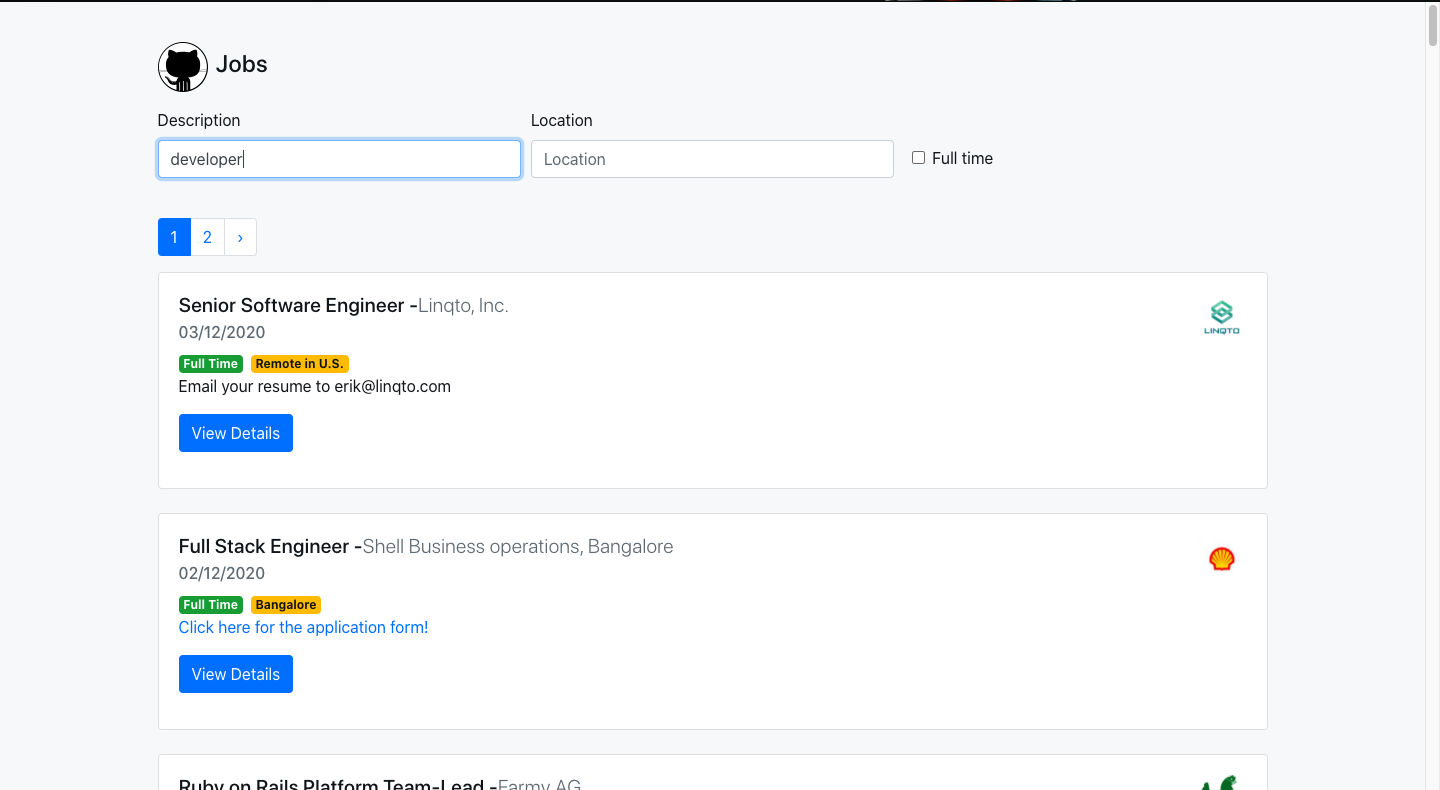 Jobs
Description
Location
developer
Location
Full time
1
2
›
Senior Software Engineer -Linqto, Inc.
LINQTO
03/12/2020
Full Time
Remote in U.S.
Email your resume to erik@linqto.com
View Details
Full Stack Engineer -Shell Business operations, Bangalore
02/12/2020
Full Time
Bangalore
Click here for the application form!
View Details
Ruby on Rails Platform Team-Lead -Farmy AG